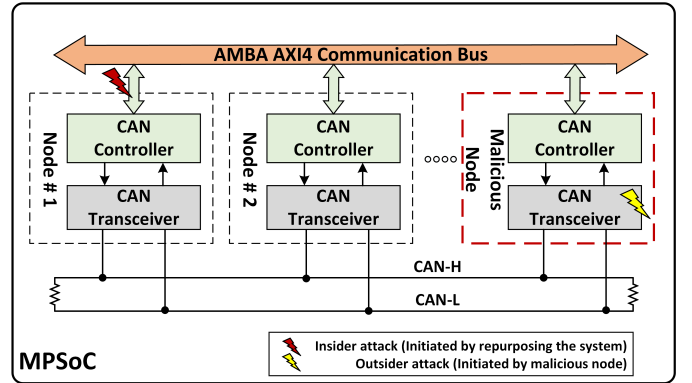 AMBA AXI4 Communication Bus
Node # 1
CAN
Controller
CAN
Transceiver
Node # 2
CAN
Controller
CAN
Transceiver
Malicious
Node
CAN
Controller
CAN
Transceiver
CAN-H
CAN-L
MPSoC
Insider attack (Initiated by repurposing the system)
Outsider attack (Initiated by malicious node)